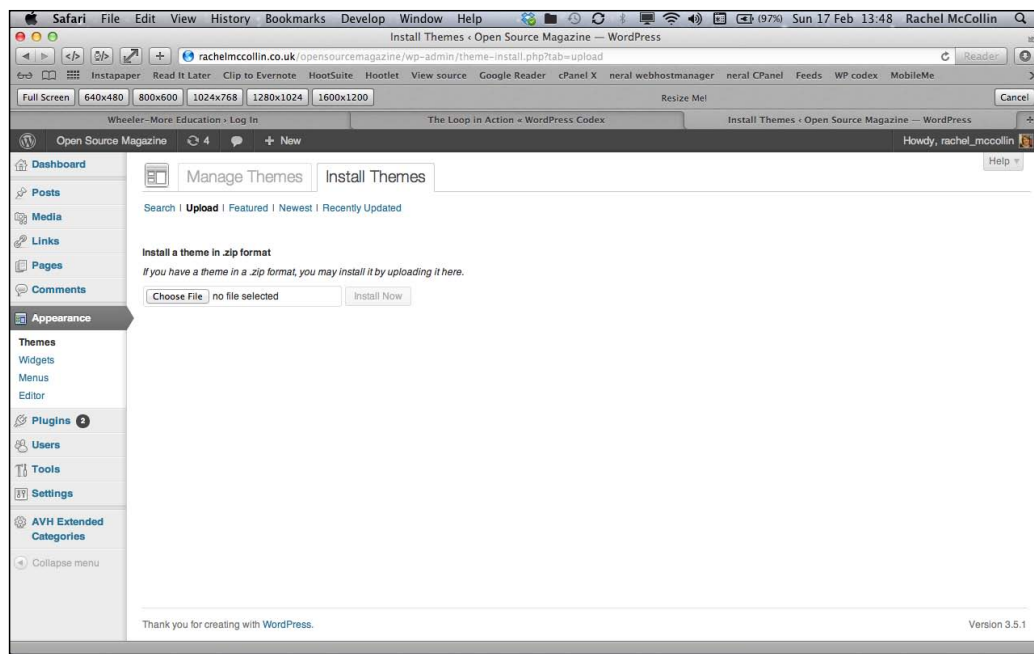 Safari File Edit View History Bookmarks Develop Window Help (97%) Sun 17 Feb 13:48 Rachel McCollin
Install Themes ‹ Open Source Magazine — WordPress
rachelmccollin.co.uk/opensourcemagazine/wp-admin/theme-install.php?tab=upload Reader
Instapaper Read It Later Clip to Evernote HootSuite Hootlet View source Google Reader cPanel X neral webhostmanager neral CPanel Feeds WP codex MobileMe
Full Screen 640x480 800x600 1024x768 1280x1024 1600x1200 Resize Me! Cancel
Wheeler-More Education › Log In The Loop in Action « WordPress Codex Install Themes ‹ Open Source Magazine — WordPress
Open Source Magazine 4 + New Howdy, rachel_mccollin
Help
Dashboard
Manage Themes Install Themes
Posts
Search | Upload | Featured | Newest | Recently Updated
Media
Links
Install a theme in .zip format
Pages
If you have a theme in a .zip format, you may install it by uploading it here.
Comments
Choose File no file selected Install Now
Appearance
Themes
Widgets
Menus
Editor
Plugins 2
Users
Tools
Settings
AVH Extended
Categories
Collapse menu
Thank you for creating with WordPress. Version 3.5.1